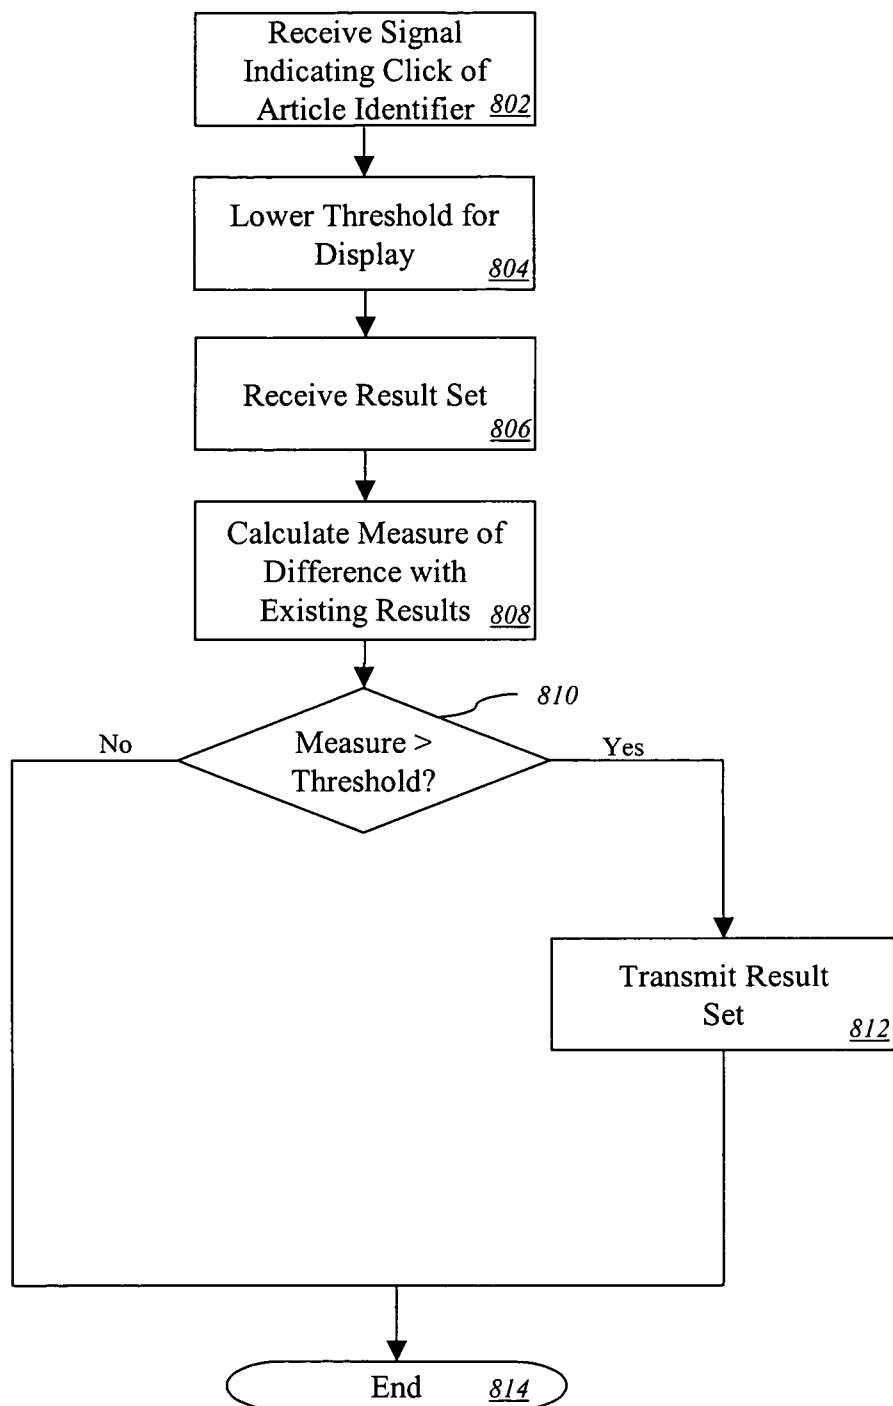 Receive Signal
Indicating Click of
Article Identifier 802
Lower Threshold for
Display
804
Receive Result Set
806
Calculate Measure of
Difference with
Existing Results 808
810
No
Measure >
Threshold?
Yes
Transmit Result
Set
812
End 814